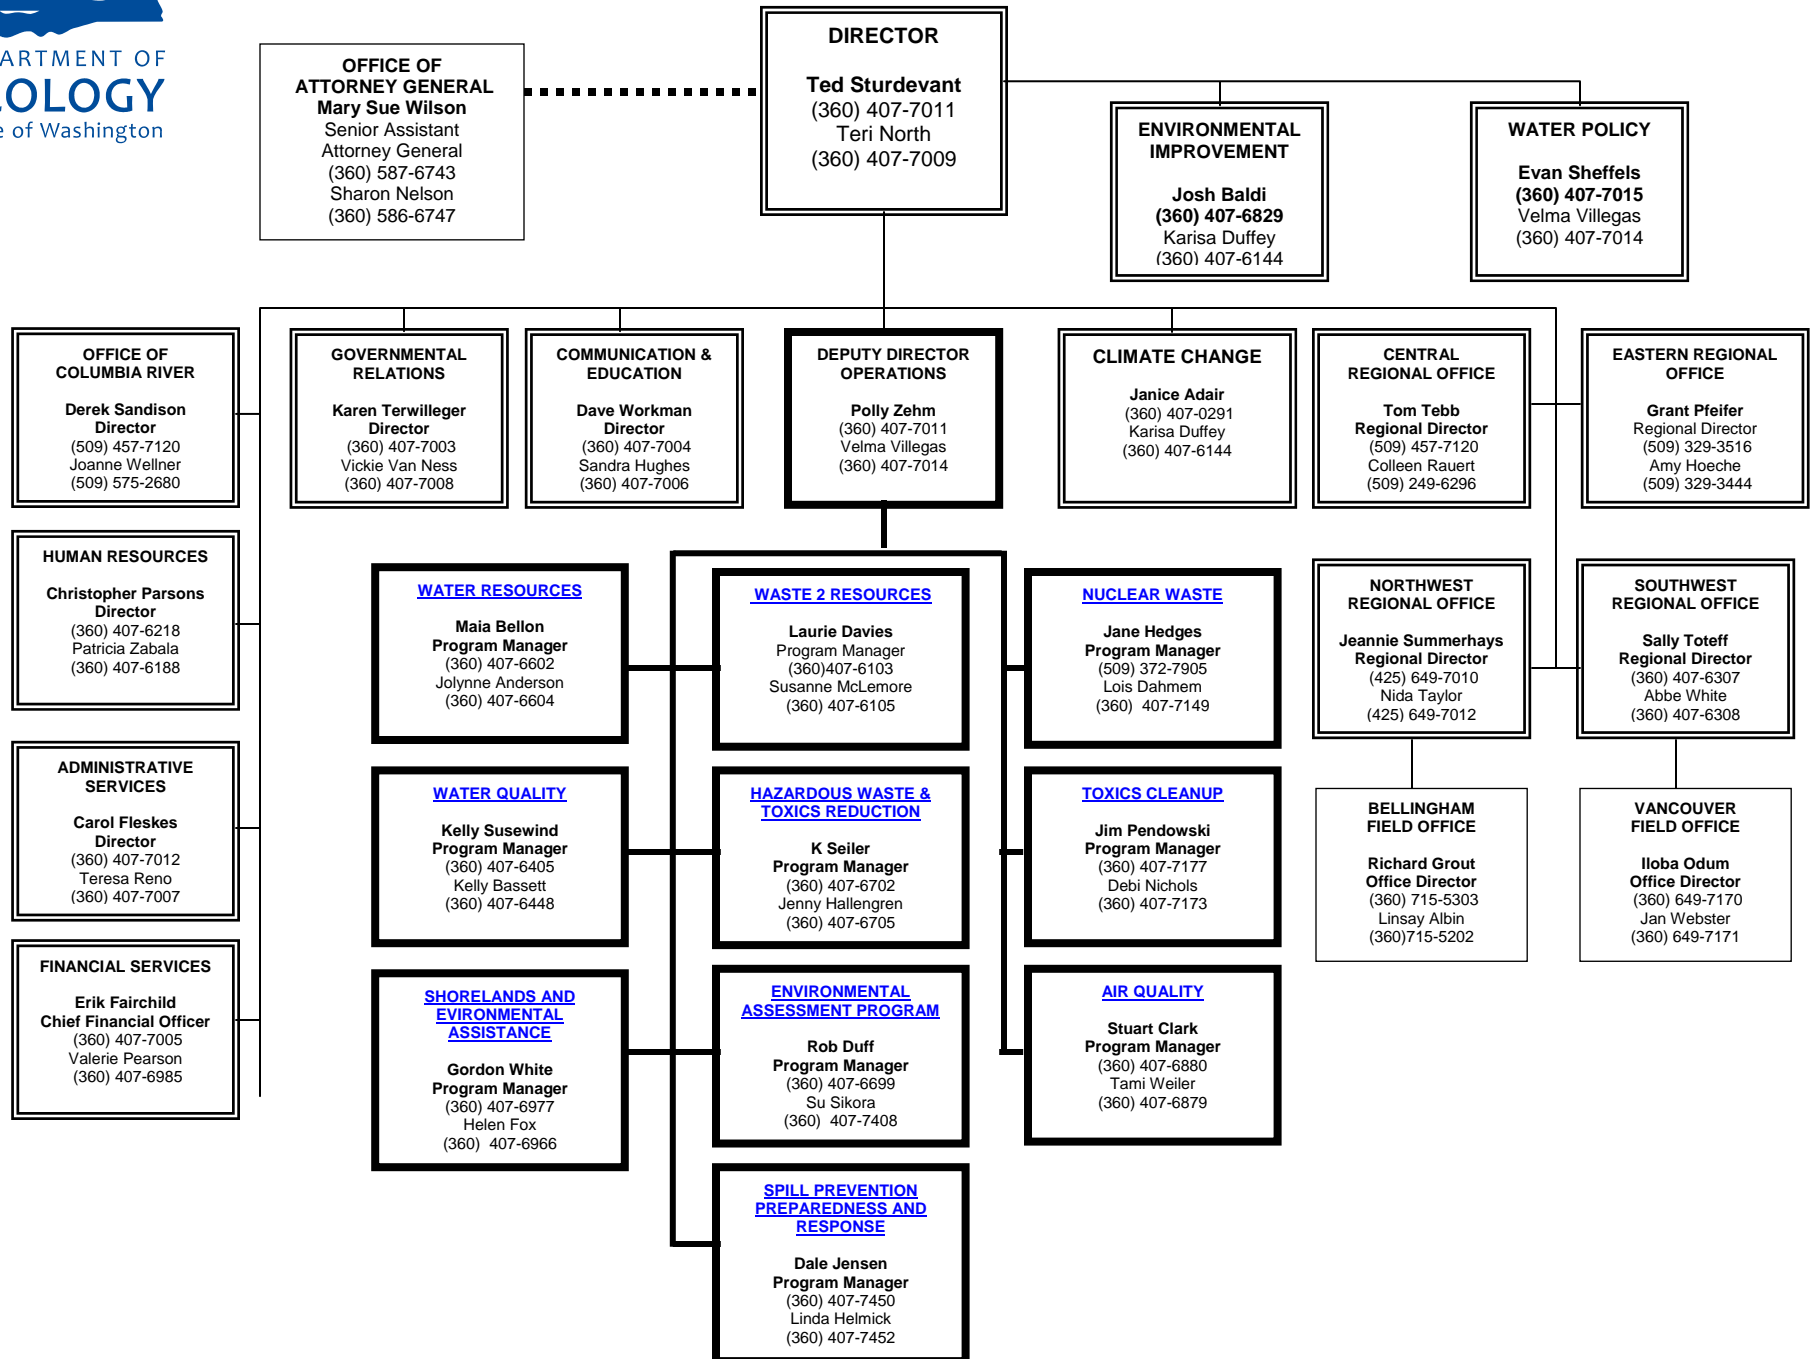 ARTMENT OF
OLOGY
e of Washington
OFFICE OF
ATTORNEY GENERAL
Mary Sue Wilson
Senior Assistant
Attorney General
(360) 587-6743
Sharon Nelson
(360) 586-6747
DIRECTOR
Ted Sturdevant
(360) 407-7011
Teri North
(360) 407-7009
ENVIRONMENTAL
IMPROVEMENT
Josh Baldi
(360) 407-6829
Karisa Duffey
(360) 407-6144
WATER POLICY
Evan Sheffels
(360) 407-7015
Velma Villegas
(360) 407-7014
OFFICE OF
COLUMBIA RIVER
Derek Sandison
Director
(509) 457-7120
Joanne Wellner
(509) 575-2680
GOVERNMENTAL
RELATIONS
Karen Terwilleger
Director
(360) 407-7003
Vickie Van Ness
(360) 407-7008
COMMUNICATION &
EDUCATION
Dave Workman
Director
(360) 407-7004
Sandra Hughes
(360) 407-7006
DEPUTY DIRECTOR
OPERATIONS
Polly Zehm
(360) 407-7011
Velma Villegas
(360) 407-7014
CLIMATE CHANGE
Janice Adair
(360) 407-0291
Karisa Duffey
(360) 407-6144
CENTRAL
REGIONAL OFFICE
Tom Tebb
Regional Director
(509) 457-7120
Colleen Rauert
(509) 249-6296
EASTERN REGIONAL
OFFICE
Grant Pfeifer
Regional Director
(509) 329-3516
Amy Hoeche
(509) 329-3444
HUMAN RESOURCES
Christopher Parsons
Director
(360) 407-6218
Patricia Zabala
(360) 407-6188
WATER RESOURCES
Maia Bellon
Program Manager
(360) 407-6602
Jolynne Anderson
(360) 407-6604
WASTE 2 RESOURCES
Laurie Davies
Program Manager
(360)407-6103
Susanne McLemore
(360) 407-6105
NUCLEAR WASTE
Jane Hedges
Program Manager
(509) 372-7905
Lois Dahmem
(360) 407-7149
NORTHWEST
REGIONAL OFFICE
Jeannie Summerhays
Regional Director
(425) 649-7010
Nida Taylor
(425) 649-7012
SOUTHWEST
REGIONAL OFFICE
Sally Toteff
Regional Director
(360) 407-6307
Abbe White
(360) 407-6308
ADMINISTRATIVE
SERVICES
Carol Fleskes
Director
(360) 407-7012
Teresa Reno
(360) 407-7007
WATER QUALITY
Kelly Susewind
Program Manager
(360) 407-6405
Kelly Bassett
(360) 407-6448
HAZARDOUS WASTE &
TOXICS REDUCTION
K Seiler
Program Manager
(360) 407-6702
Jenny Hallengren
(360) 407-6705
TOXICS CLEANUP
Jim Pendowski
Program Manager
(360) 407-7177
Debi Nichols
(360) 407-7173
BELLINGHAM
FIELD OFFICE
Richard Grout
Office Director
(360) 715-5303
Linsay Albin
(360)715-5202
VANCOUVER
FIELD OFFICE
Iloba Odum
Office Director
(360) 649-7170
Jan Webster
(360) 649-7171
FINANCIAL SERVICES
Erik Fairchild
Chief Financial Officer
(360) 407-7005
Valerie Pearson
(360) 407-6985
SHORELANDS AND
EVIRONMENTAL
ASSISTANCE
Gordon White
Program Manager
(360) 407-6977
Helen Fox
(360) 407-6966
ENVIRONMENTAL
ASSESSMENT PROGRAM
Rob Duff
Program Manager
(360) 407-6699
Su Sikora
(360) 407-7408
AIR QUALITY
Stuart Clark
Program Manager
(360) 407-6880
Tami Weiler
(360) 407-6879
SPILL PREVENTION
PREPAREDNESS AND
RESPONSE
Dale Jensen
Program Manager
(360) 407-7450
Linda Helmick
(360) 407-7452